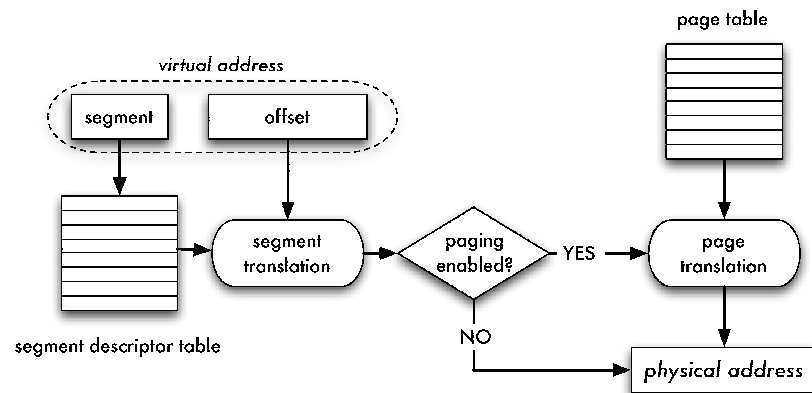 page table
virtual address
segment
offset
segment
translation
paging
enabled?
YES
page
translation
segment descriptor table
NO
physical address